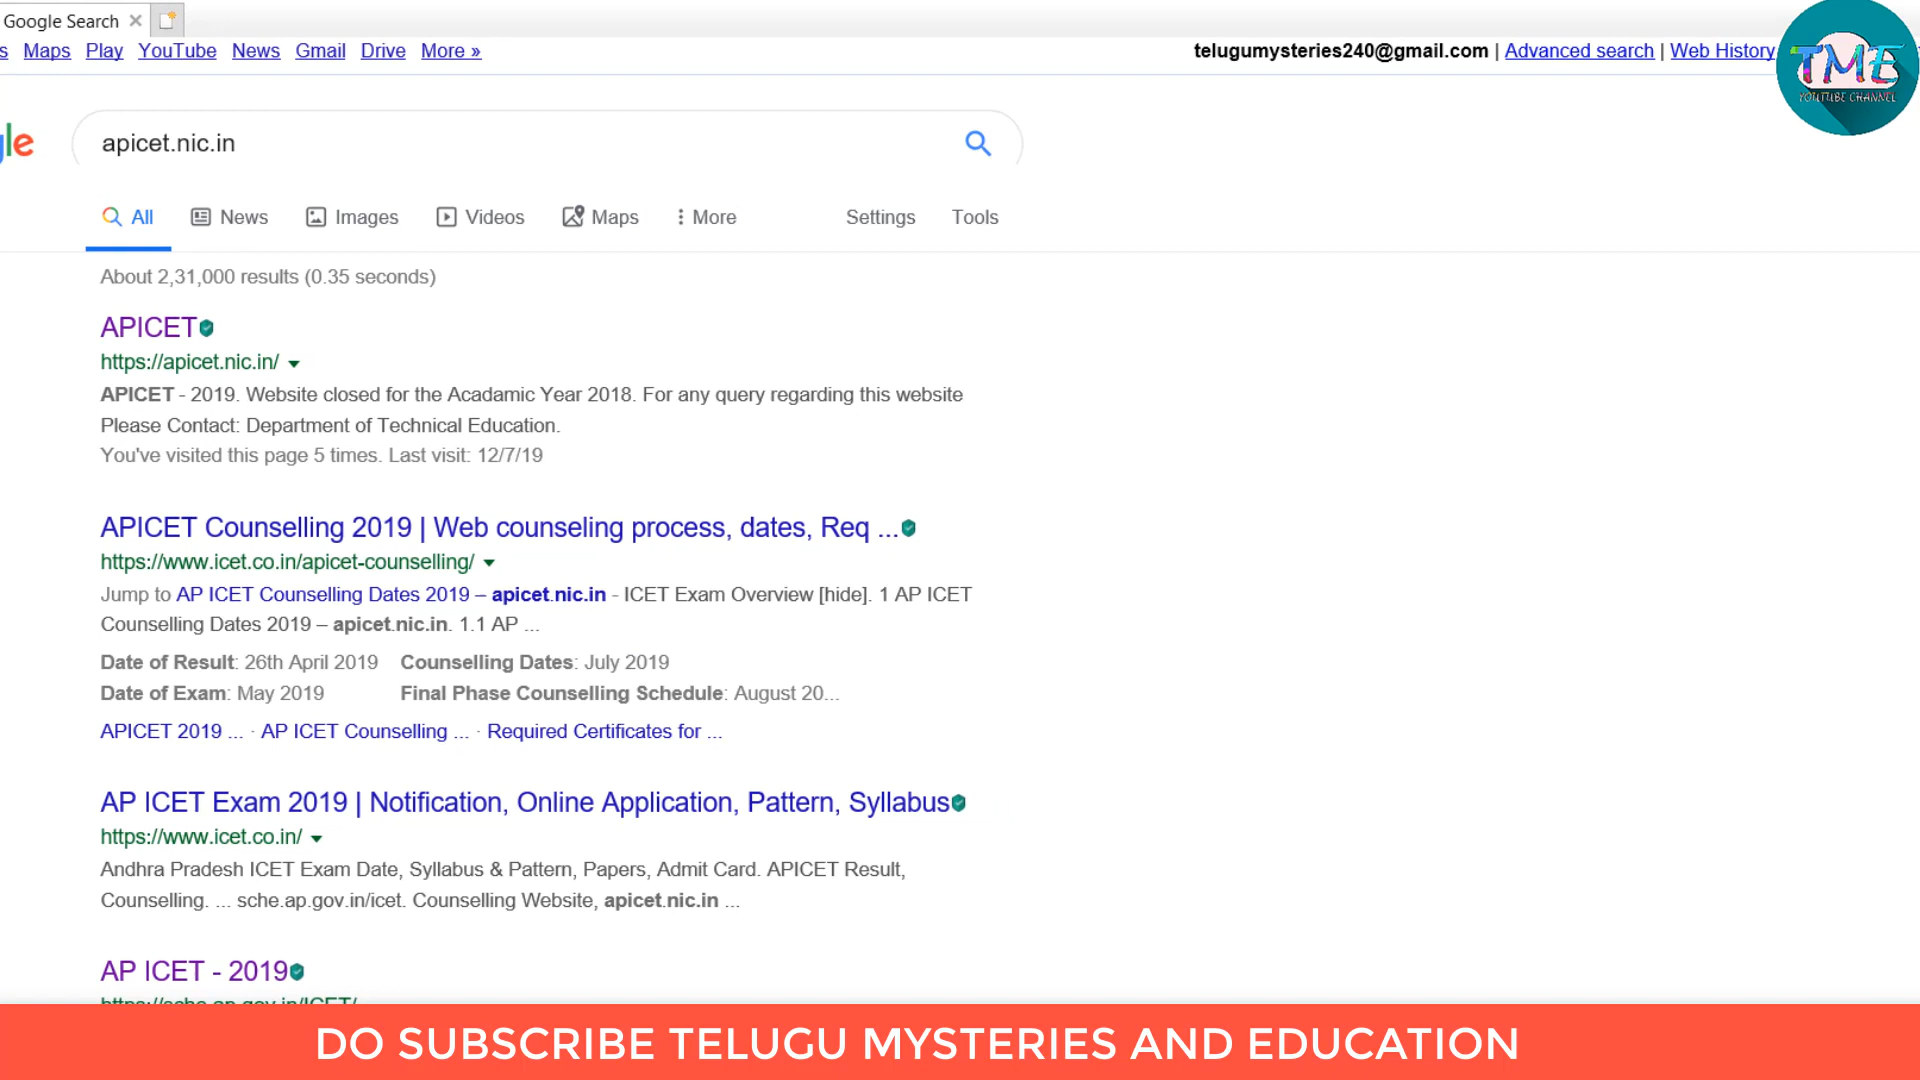 Google Search
s Maps Play YouTube News Gmail Drive More »
telugumysteries240@gmail.com | Advanced search | Web History
TME
YOUTUBE CHANNEL
gle
apicet.nic.in
All News Images Videos Maps More Settings Tools
About 2,31,000 results (0.35 seconds)
APICET
https://apicet.nic.in/
APICET - 2019. Website closed for the Acadamic Year 2018. For any query regarding this website
Please Contact: Department of Technical Education.
You've visited this page 5 times. Last visit: 12/7/19
APICET Counselling 2019 | Web counseling process, dates, Req ...
https://www.icet.co.in/apicet-counselling/
Jump to AP ICET Counselling Dates 2019 – apicet.nic.in - ICET Exam Overview [hide]. 1 AP ICET
Counselling Dates 2019 – apicet.nic.in. 1.1 AP ...
Date of Result: 26th April 2019 Counselling Dates: July 2019
Date of Exam: May 2019 Final Phase Counselling Schedule: August 20...
APICET 2019 ... · AP ICET Counselling ... · Required Certificates for ...
AP ICET Exam 2019 | Notification, Online Application, Pattern, Syllabus
https://www.icet.co.in/
Andhra Pradesh ICET Exam Date, Syllabus & Pattern, Papers, Admit Card. APICET Result,
Counselling. ... sche.ap.gov.in/icet. Counselling Website, apicet.nic.in ...
AP ICET - 2019
https://sche.ap.gov.in/ICET/
DO SUBSCRIBE TELUGU MYSTERIES AND EDUCATION